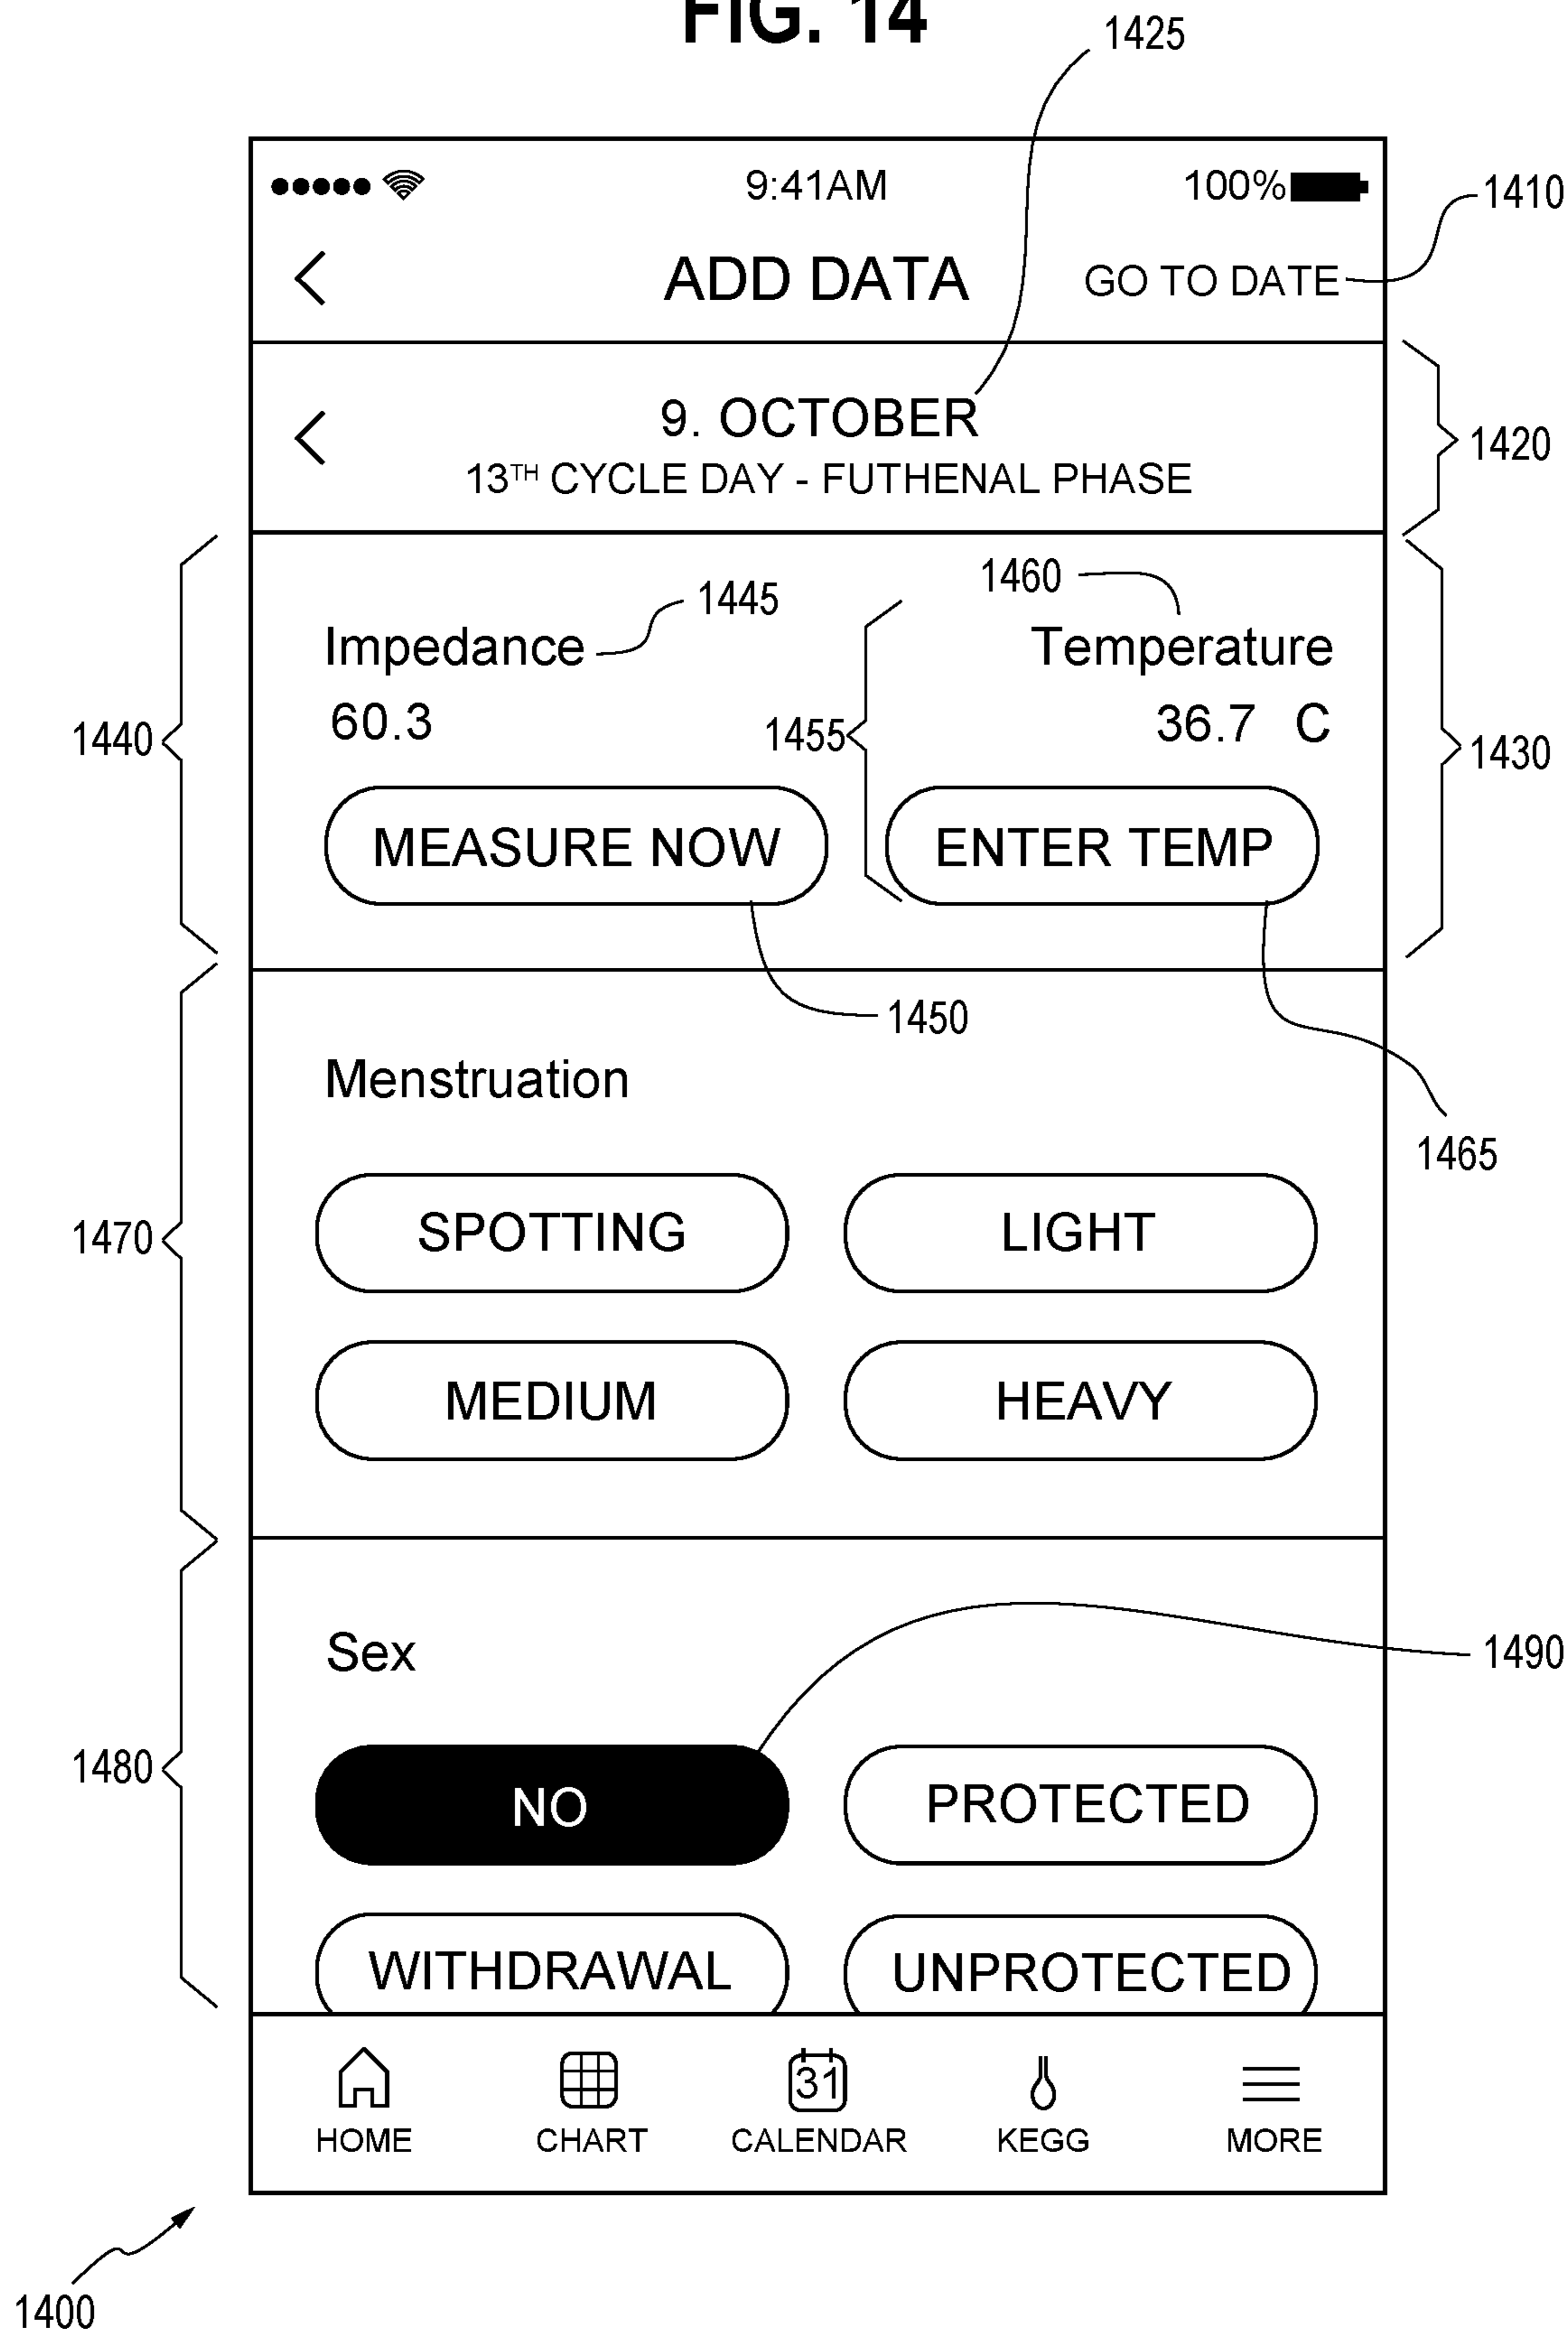 FIG. 14
1425
9:41AM 100%
1410
ADD DATA GO TO DATE
9. OCTOBER
13TH CYCLE DAY - FUTHENAL PHASE
1420
1460
1445
Impedance Temperature
60.3 36.7 C
1440 1455 1430
MEASURE NOW ENTER TEMP
1450
Menstruation
1465
1470
SPOTTING LIGHT
MEDIUM HEAVY
Sex
1490
1480
NO PROTECTED
WITHDRAWAL UNPROTECTED
31
HOME CHART CALENDAR KEGG MORE
1400